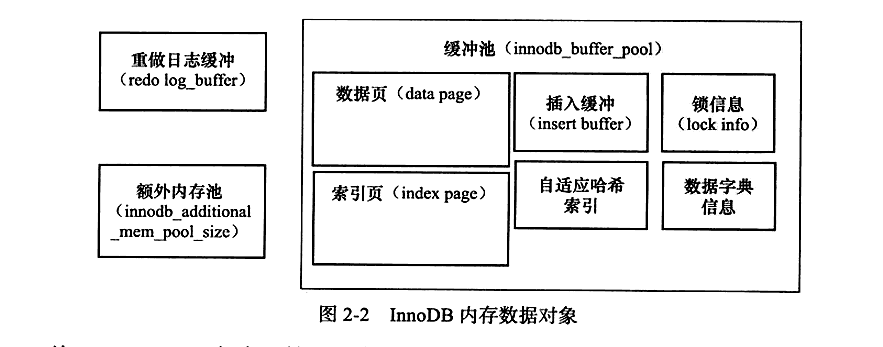 重做日志缓冲
（redo log_buffer）
额外内存池
（innodb_additional
_mem_pool_size）
缓冲池（innodb_buffer_pool）
数据页（data page）
插入缓冲
（insert buffer）
锁信息
（lock info）
索引页（index page）
自适应哈希
索引
数据字典
信息
图 2-2 InnoDB 内存数据对象